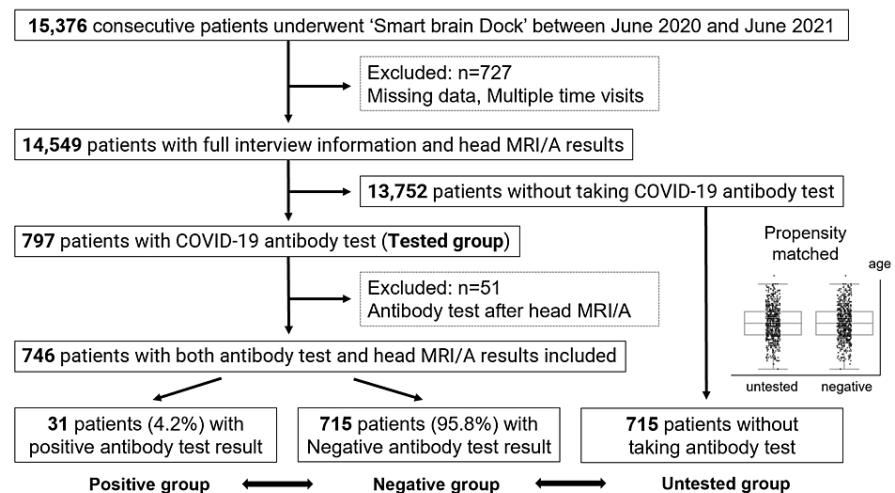 15,376 consecutive patients underwent ‘Smart brain Dock’ between June 2020 and June 2021
Excluded: n=727
Missing data, Multiple time visits
14,549 patients with full interview information and head MRI/A results
13,752 patients without taking COVID-19 antibody test
797 patients with COVID-19 antibody test (Tested group)
Propensity
matched
age
untested
negative
Excluded: n=51
Antibody test after head MRI/A
746 patients with both antibody test and head MRI/A results included
31 patients (4.2%) with
positive antibody test result
715 patients (95.8%) with
Negative antibody test result
715 patients without
taking antibody test
Positive group
Negative group
Untested group